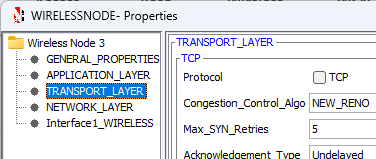 WIRELESSNODE- Properties
Wireless Node 3
GENERAL_PROPERTIES
APPLICATION_LAYER
TRANSPORT_LAYER
NETWORK_LAYER
Interface1_WIRELESS
TRANSPORT_LAYER
TCP
Protocol TCP
Congestion_Control_Algo NEW_RENO
Max_SYN_Retries 5
Acknowledgement_Type Undelayed